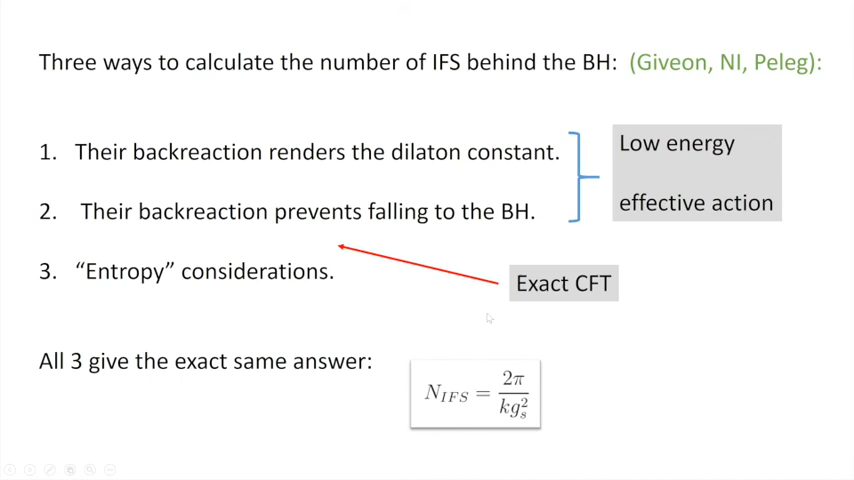 Three ways to calculate the number of IFS behind the BH: (Giveon, NI, Peleg):
1. Their backreaction renders the dilaton constant.
2. Their backreaction prevents falling to the BH.
Low energy
effective action
3. “Entropy” considerations.
Exact CFT
All 3 give the exact same answer:
N_{IFS} = \frac{2\pi}{kg_s^2}